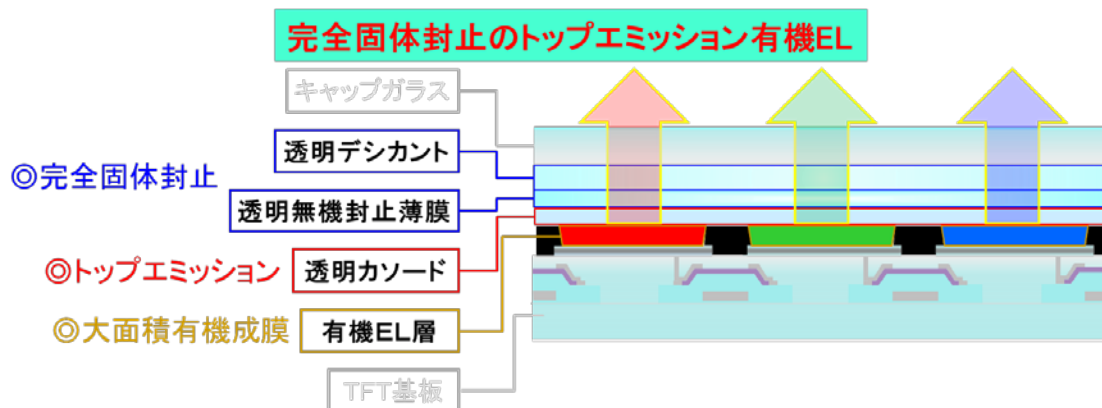 完全固体封止のトップエミッション有機EL
キャップガラス
透明デシカント
◎完全固体封止
透明無機封止薄膜
◎トップエミッション
透明カソード
◎大面積有機成膜
有機EL層
TFT基板